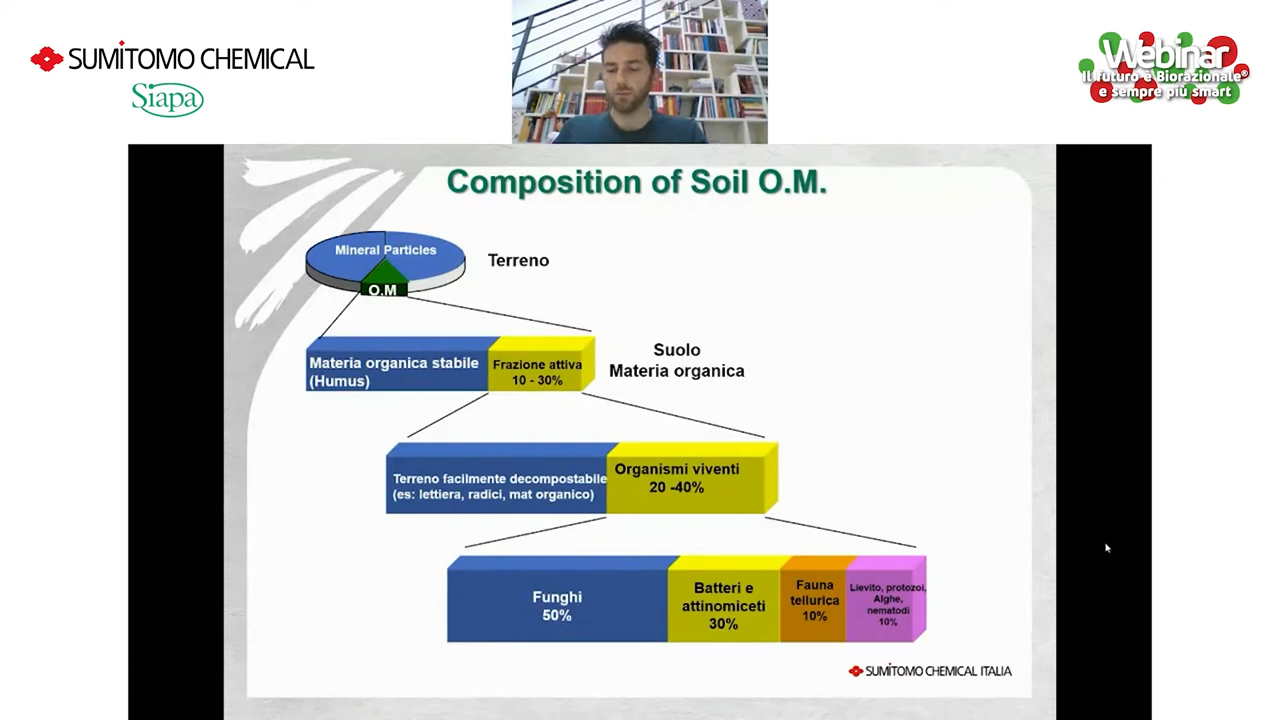 SUMITOMO CHEMICAL
Siapa
Webinar
Il futuro è Biorazionale®
e sempre più smart
Composition of Soil O.M.
Mineral Particles
O.M
Terreno
Materia organica stabile
(Humus)
Frazione attiva
10 - 30%
Suolo
Materia organica
Terreno facilmente decompostabile
(es: lettiera, radici, mat organico)
Organismi viventi
20 -40%
Funghi
50%
Batteri e
attinomiceti
30%
Fauna
tellurica
10%
Lievito, protozoi,
Alghe,
nematodi
10%
SUMITOMO CHEMICAL ITALIA